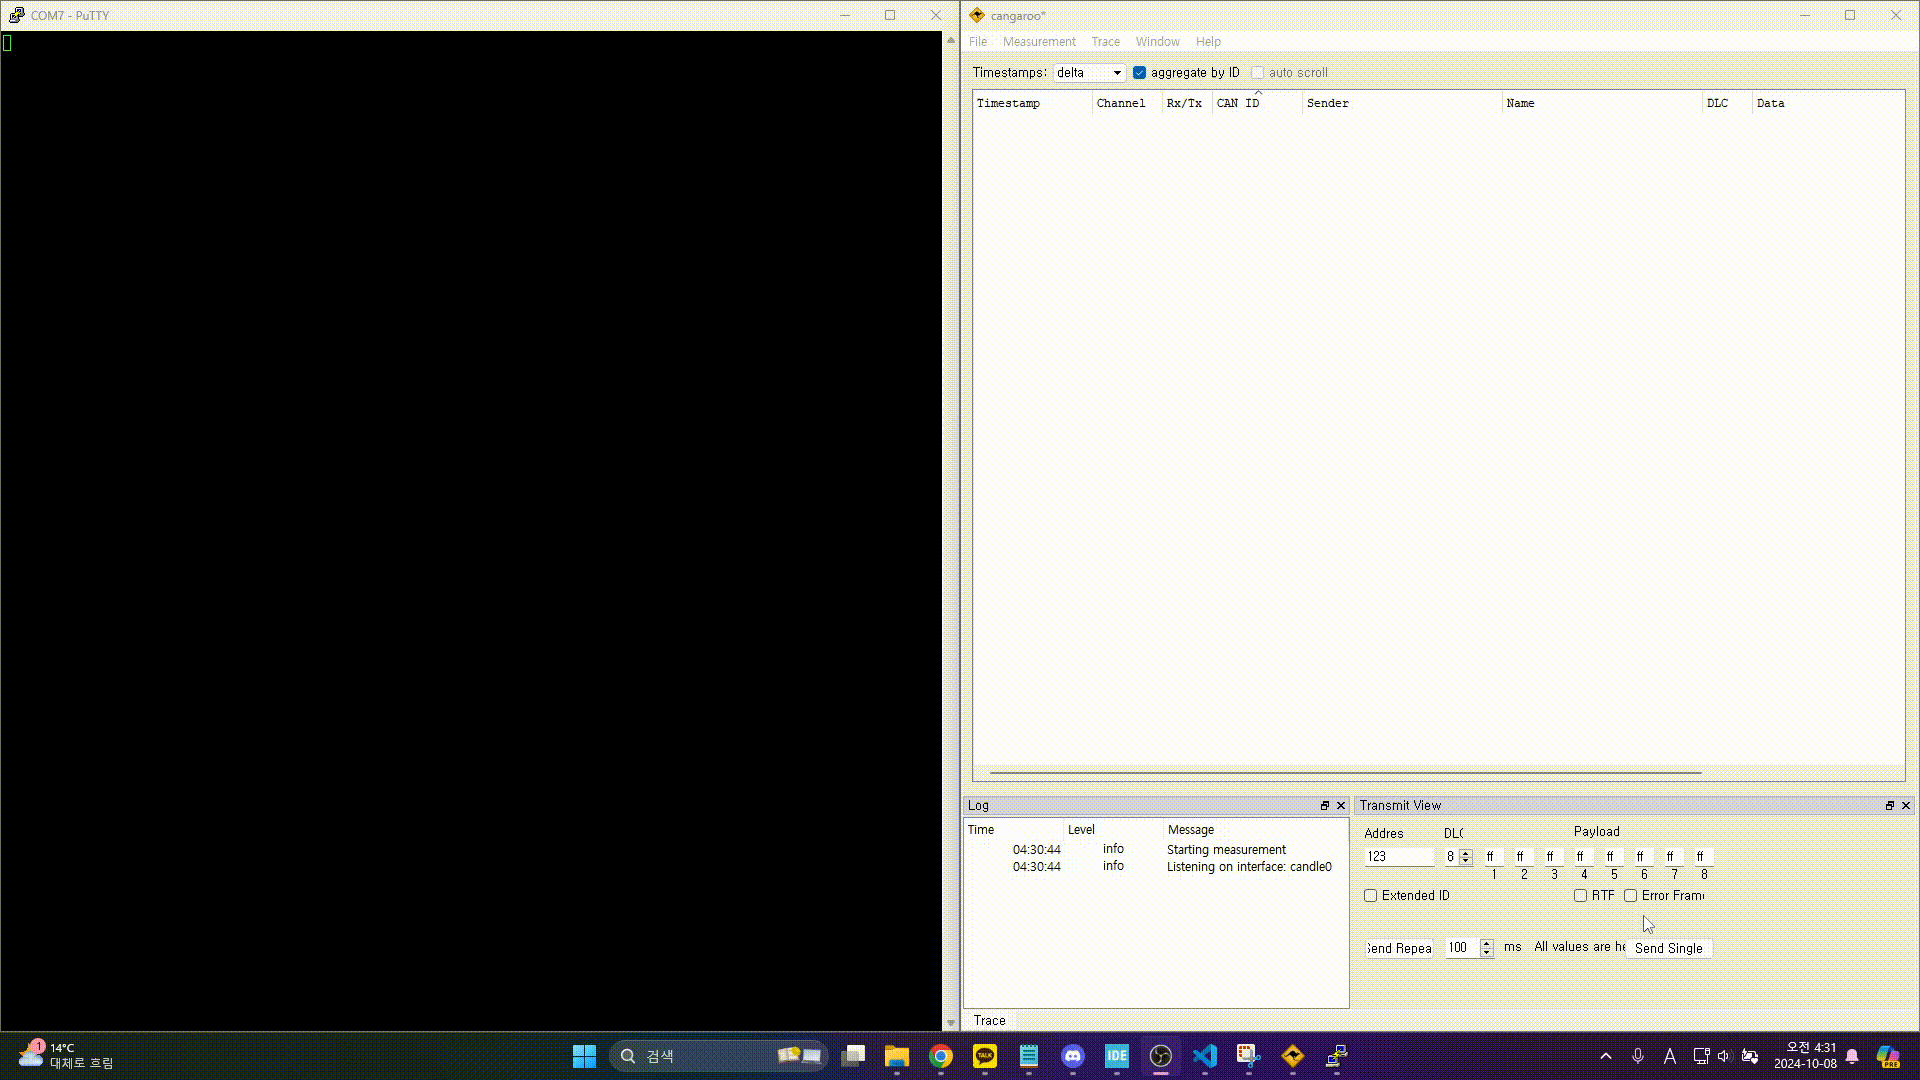 COM7 - PuTTY
cangaroo*
File Measurement Trace Window Help
Timestamps: delta aggregate by ID auto scroll
Timestamp Channel Rx/Tx CAN ID Sender Name DLC Data
Log
Time Level Message
04:30:44 info Starting measurement
04:30:44 info Listening on interface: candle0
Transmit View
Addres DLC Payload
123 8 ff ff ff ff ff ff ff ff
1 2 3 4 5 6 7 8
Extended ID RTF Error Fram
Send Repea 100 ms All values are he Send Single
Trace
1
14°C
대체로 흐림
검색
TALK
IDE
A
오전 4:31
2024-10-08
PRE